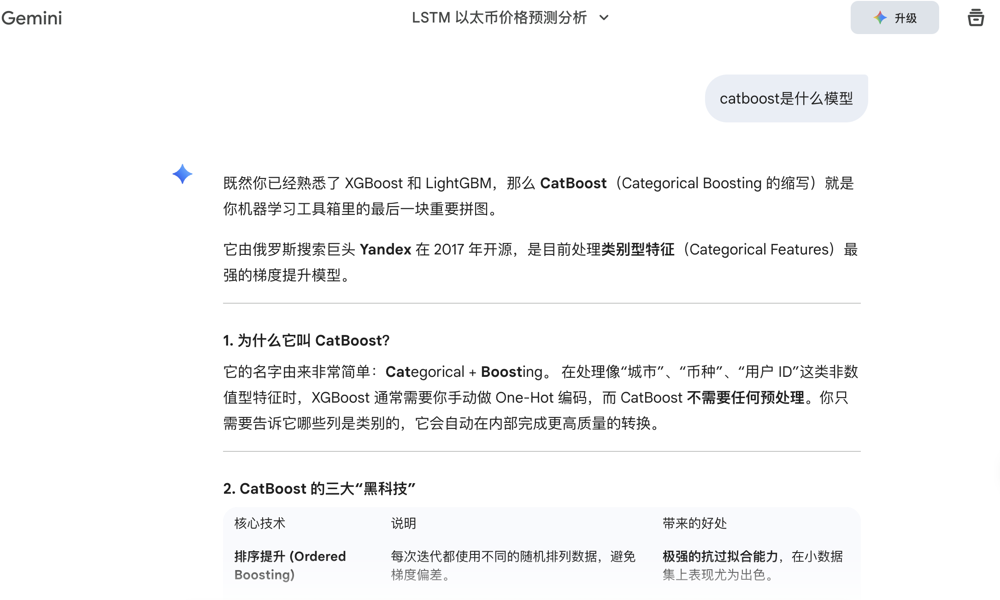 Gemini
LSTM 以太币价格预测分析
升级
catboost是什么模型
既然你已经熟悉了 XGBoost 和 LightGBM，那么 CatBoost（Categorical Boosting 的缩写）就是
你机器学习工具箱里的最后一块重要拼图。
它由俄罗斯搜索巨头 Yandex 在 2017 年开源，是目前处理类别型特征（Categorical Features）最
强的梯度提升模型。
1. 为什么它叫 CatBoost?
它的名字由来非常简单：Categorical + Boosting。 在处理像“城市”、“币种”、“用户 ID”这类非数
值型特征时，XGBoost 通常需要你手动做 One-Hot 编码，而 CatBoost 不需要任何预处理。你只
需要告诉它哪些列是类别的，它会自动在内部完成更高质量的转换。
2. CatBoost 的三大“黑科技”
核心技术 说明 带来的好处
排序提升 (Ordered 每次迭代都使用不同的随机排列数据，避免 极强的抗过拟合能力，在小数据
Boosting) 梯度偏差。 集上表现尤为出色。